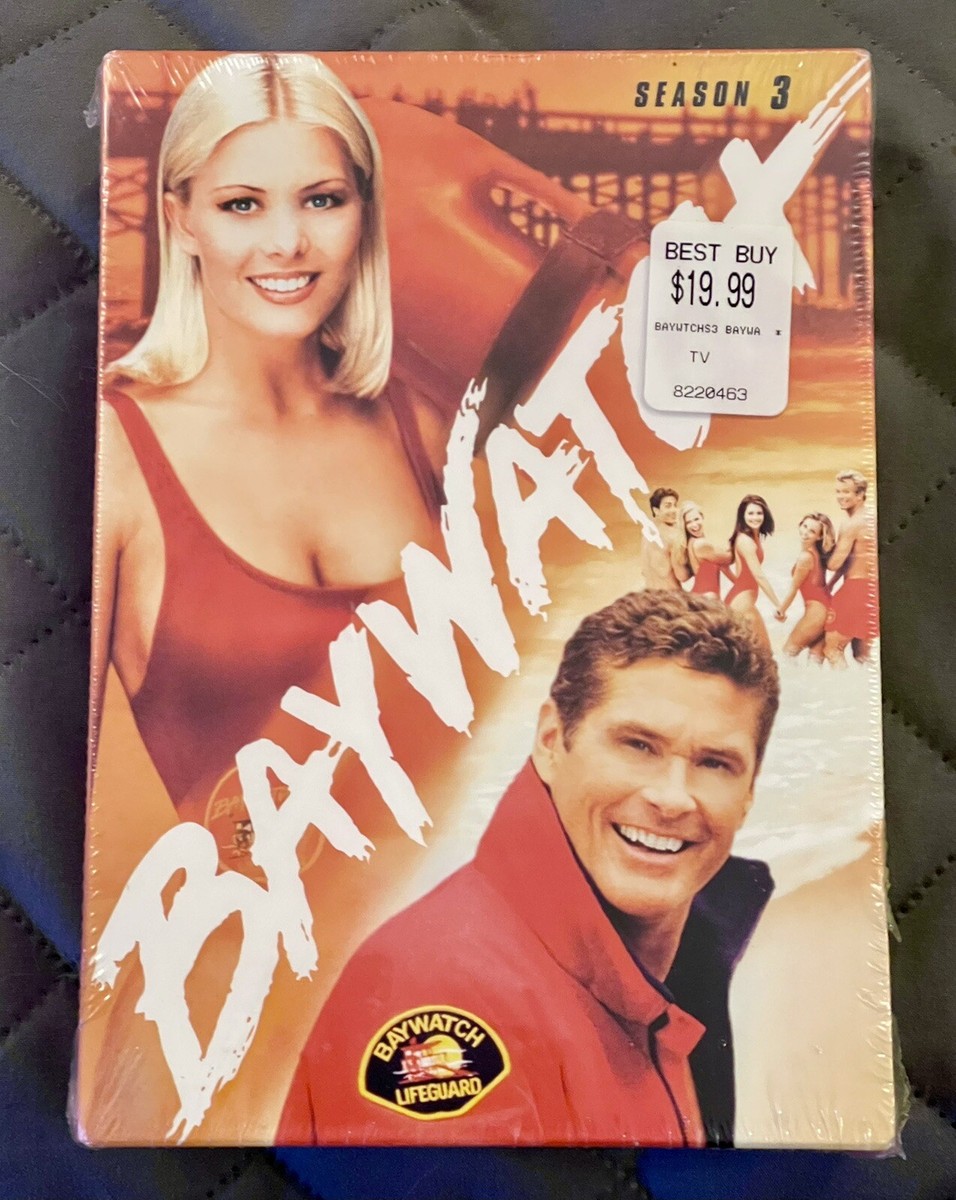 SEASON 3
BEST BUY
$19.99
BAYWTCHS3 BAYWA *
TV
8220463
BAYWATCH
BAYWATCH
LIFEGUARD